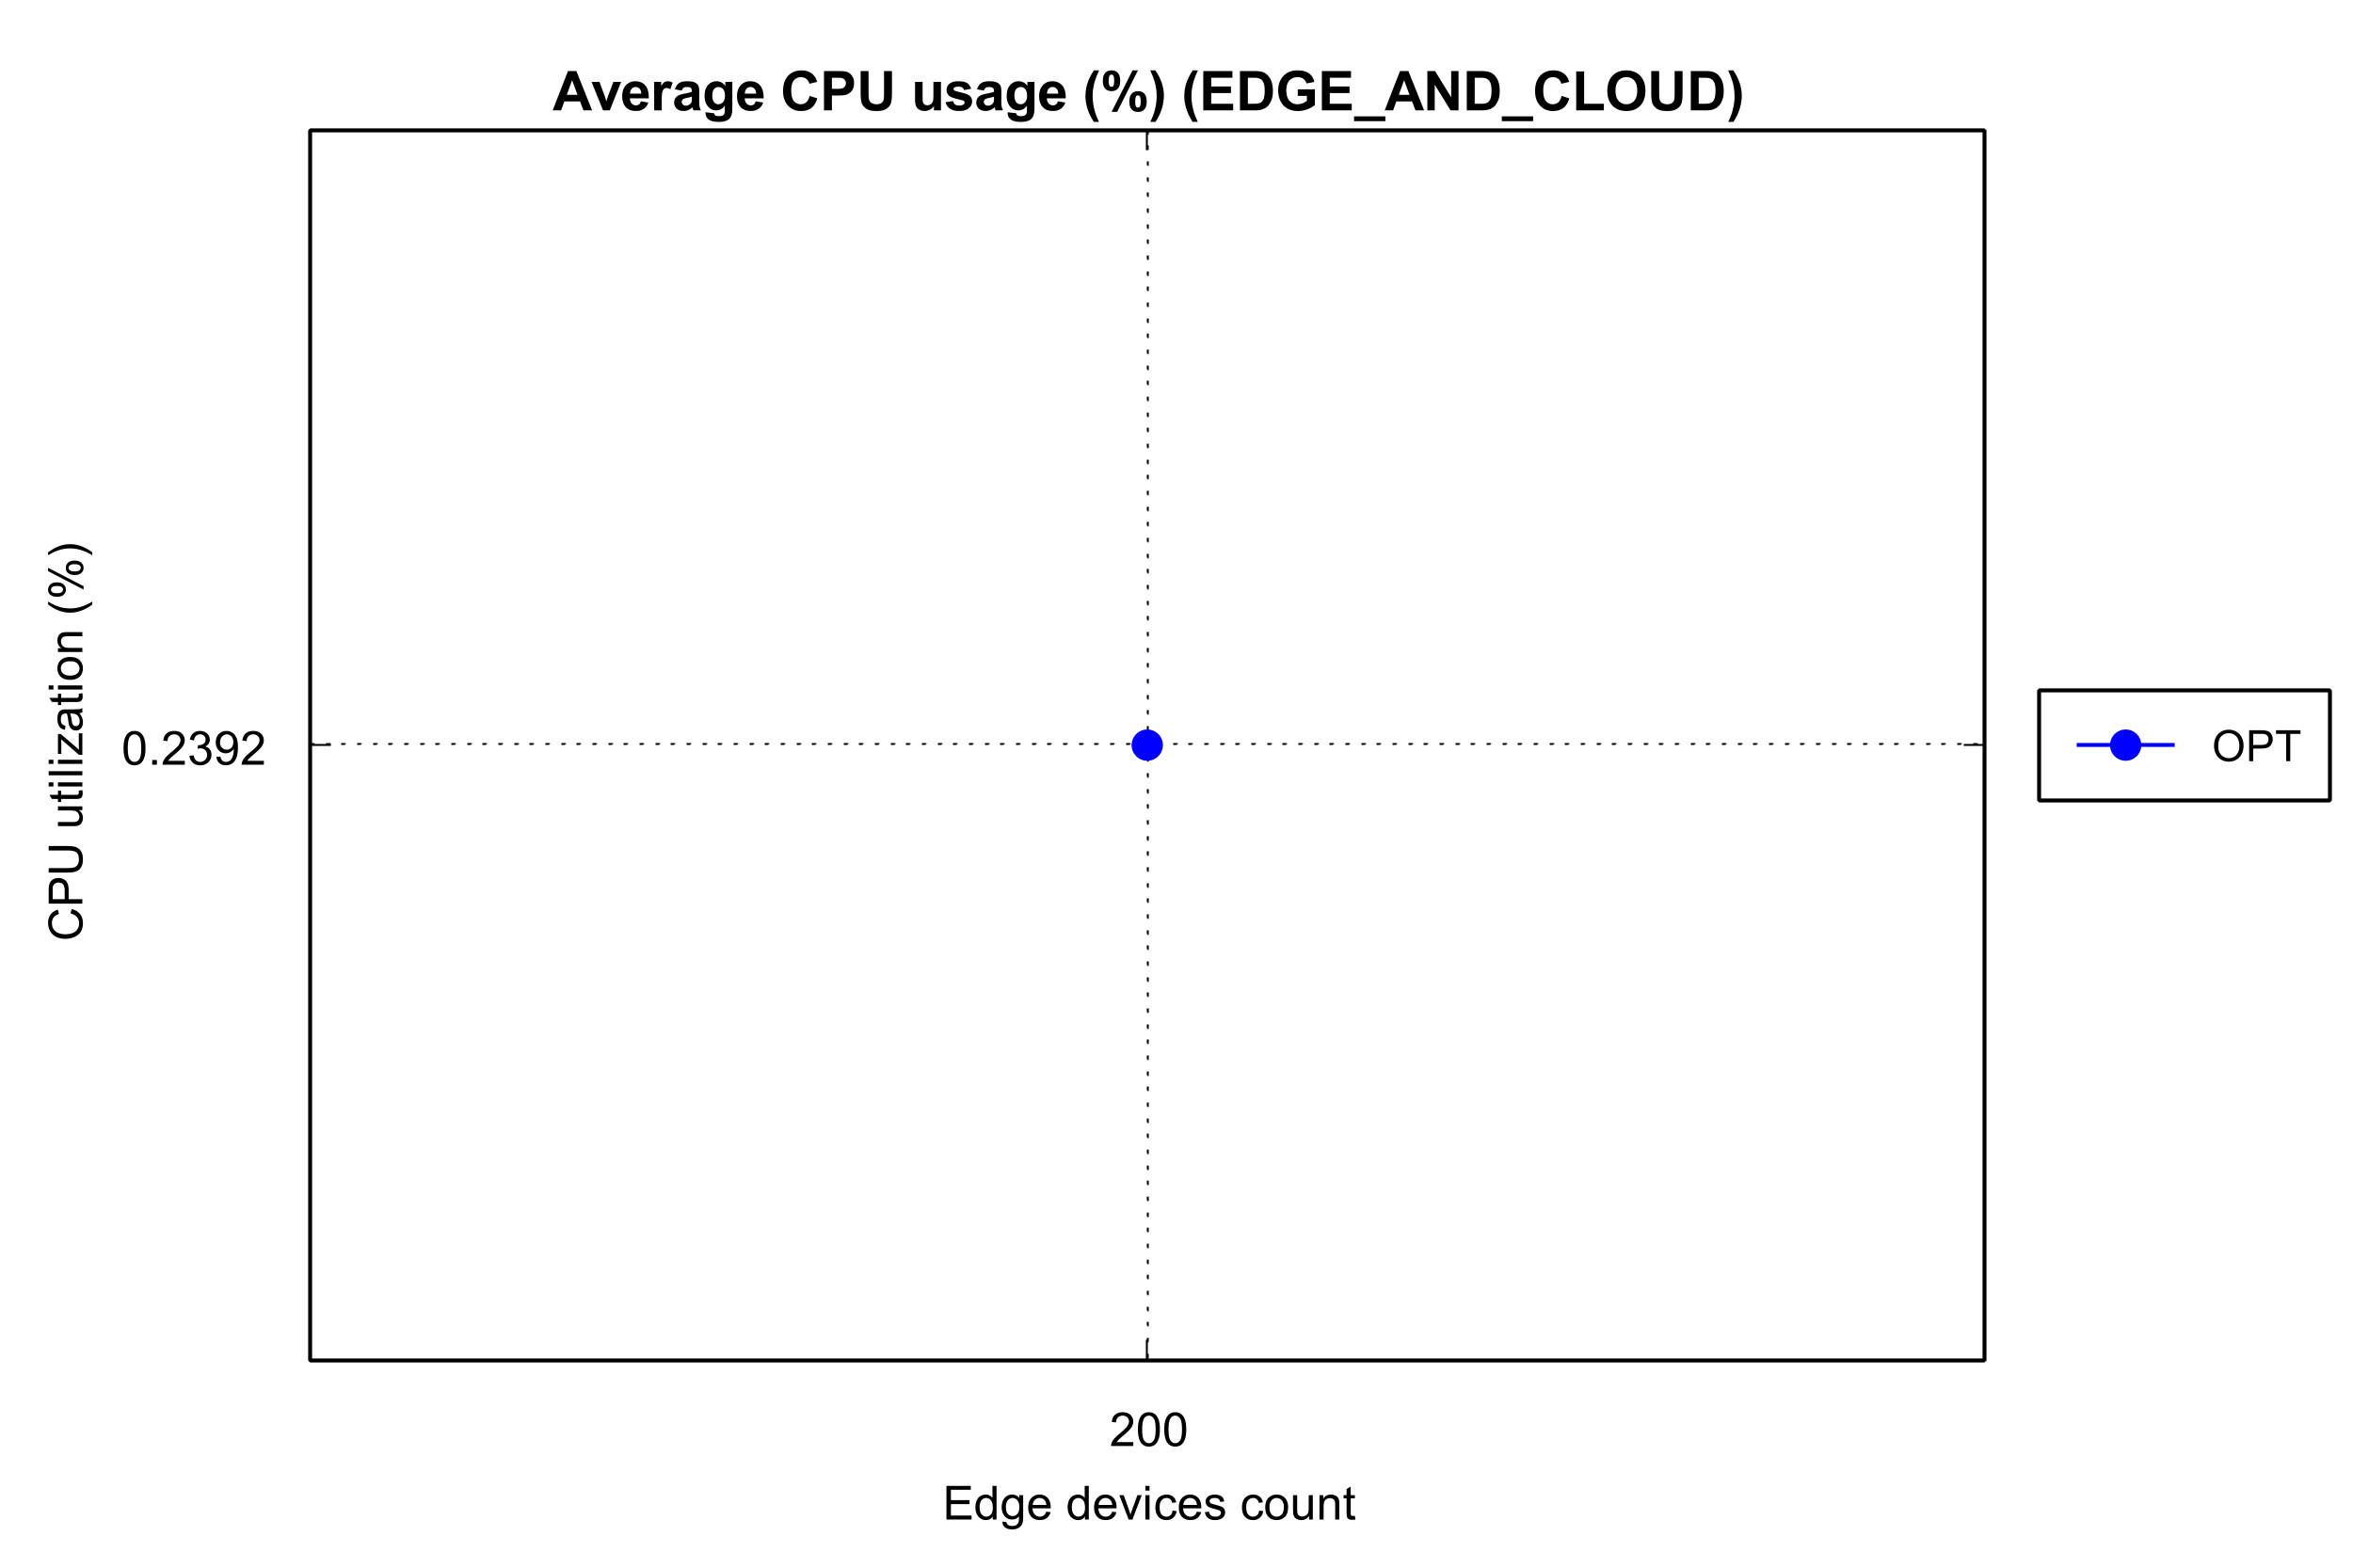 Average CPU usage (%) (EDGE_AND_CLOUD)
CPU utilization (%)
0.2392
OPT
200
Edge devices count